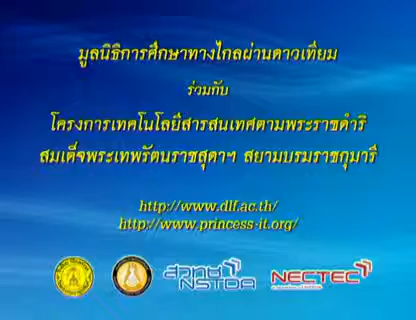 มูลนิธิการศึกษาทางไกลผ่านดาวเทียม
ร่วมกับ
โครงการเทคโนโลยีสารสนเทศตามพระราชดำริ
สมเด็จพระเทพรัตนราชสุดาฯ สยามบรมราชกุมารี
http://www.dlf.ac.th/
http://www.princess-it.org/
สวทช
NSTDA
NECTEC